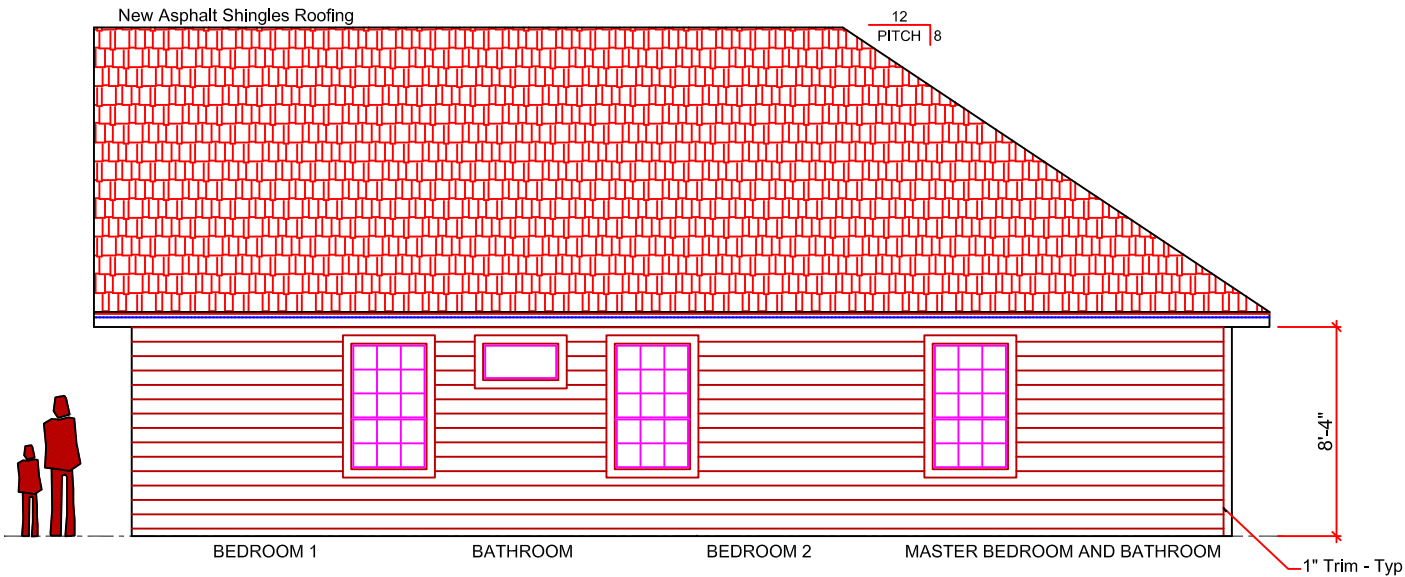 New Asphalt Shingles Roofing
12
PITCH 8
8'-4"
BEDROOM 1 BATHROOM BEDROOM 2 MASTER BEDROOM AND BATHROOM
1" Trim - Typ